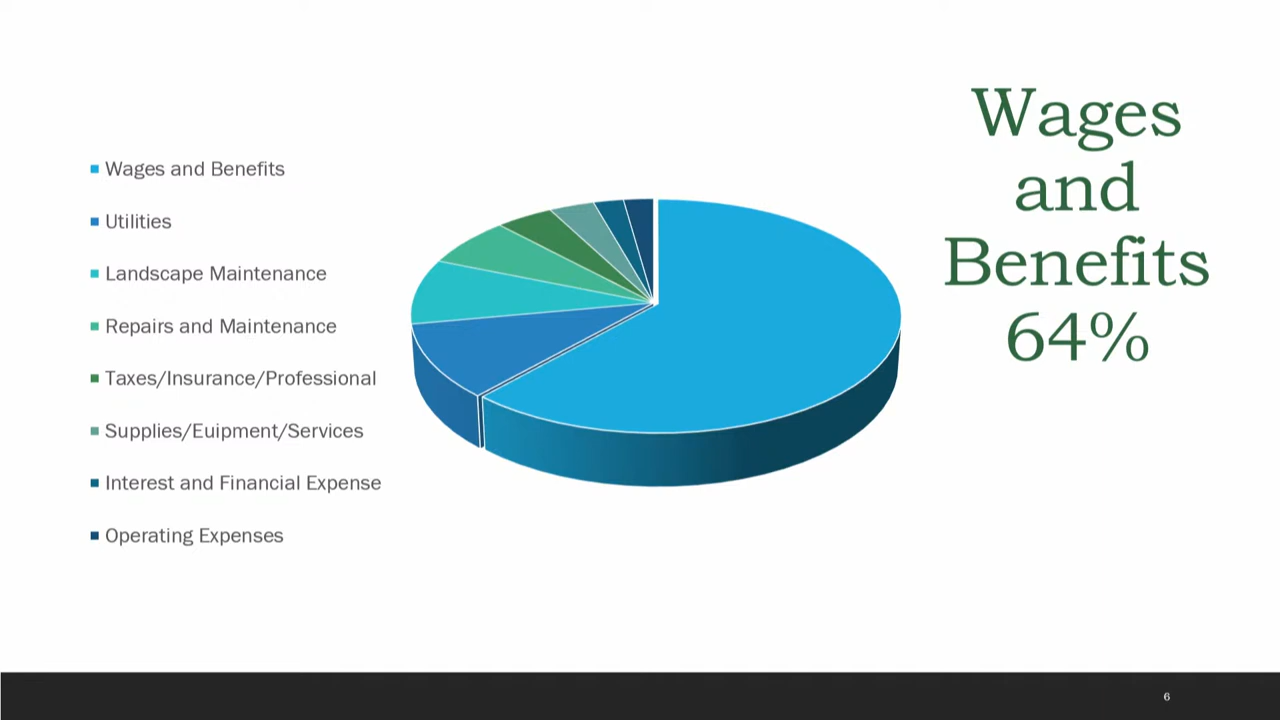 Wages and Benefits
Utilities
Landscape Maintenance
Repairs and Maintenance
Taxes/Insurance/Professional
Supplies/Euipment/Services
Interest and Financial Expense
Operating Expenses
Wages
and
Benefits
64%
6